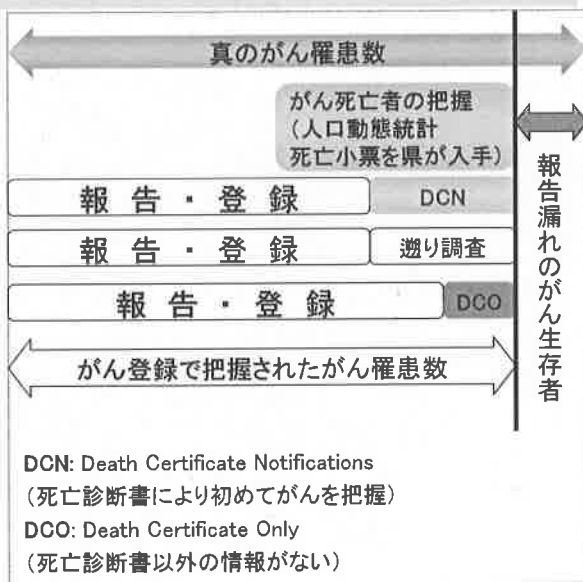 真のがん罹患数
がん死亡者の把握
(人口動態統計
死亡小票を県が入手)
報告漏れのがん生存者
報告・登録
DCN
報告・登録
遡り調査
報告・登録
DCO
がん登録で把握されたがん罹患数
DCN: Death Certificate Notifications
(死亡診断書により初めてがんを把握)
DCO: Death Certificate Only
(死亡診断書以外の情報がない)